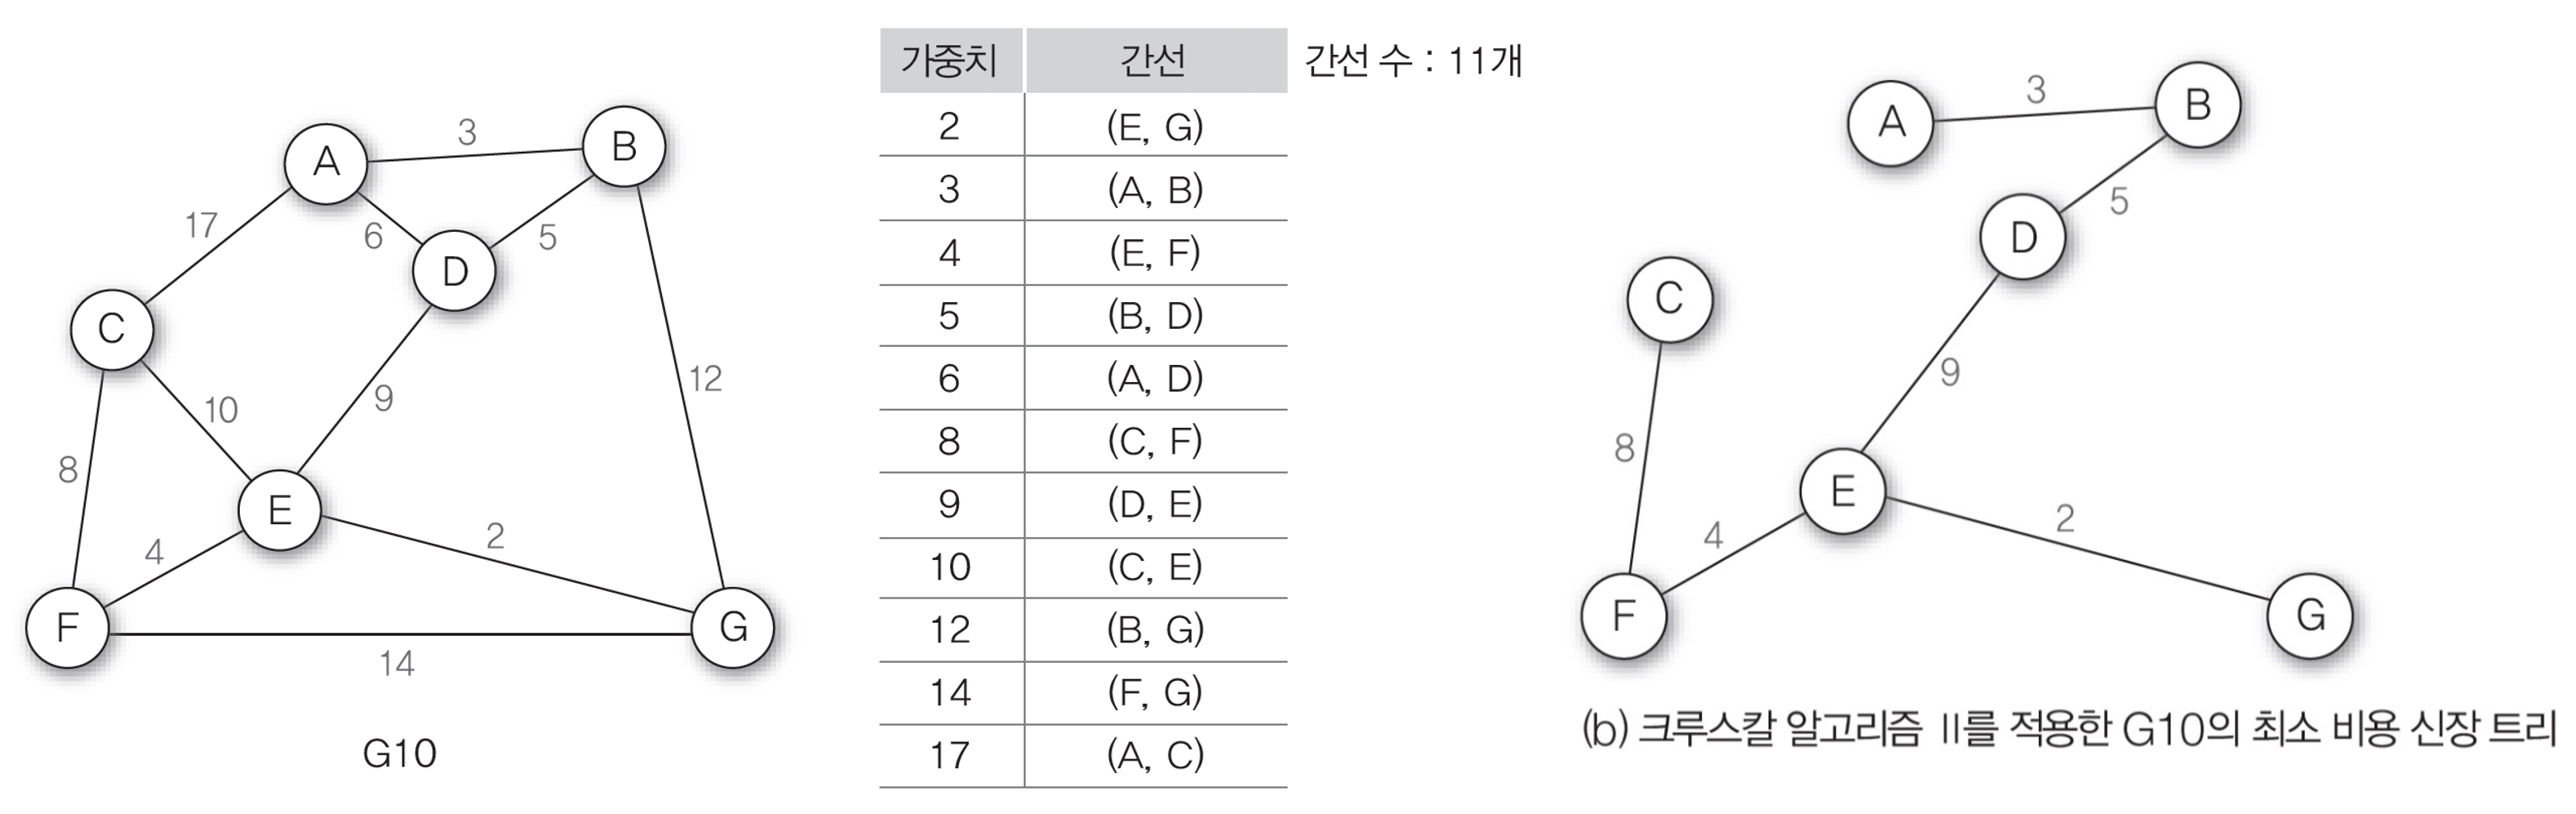 A
B
C
D
E
F
G
3
17
6
5
10
9
12
8
4
2
14
G10
가중치 간선
2 (E, G)
3 (A, B)
4 (E, F)
5 (B, D)
6 (A, D)
8 (C, F)
9 (D, E)
10 (C, E)
12 (B, G)
14 (F, G)
17 (A, C)
간선 수 : 11개
A
3
B
5
D
C
9
8
E
2
4
F
G
(b) 크루스칼 알고리즘 II를 적용한 G10의 최소 비용 신장 트리